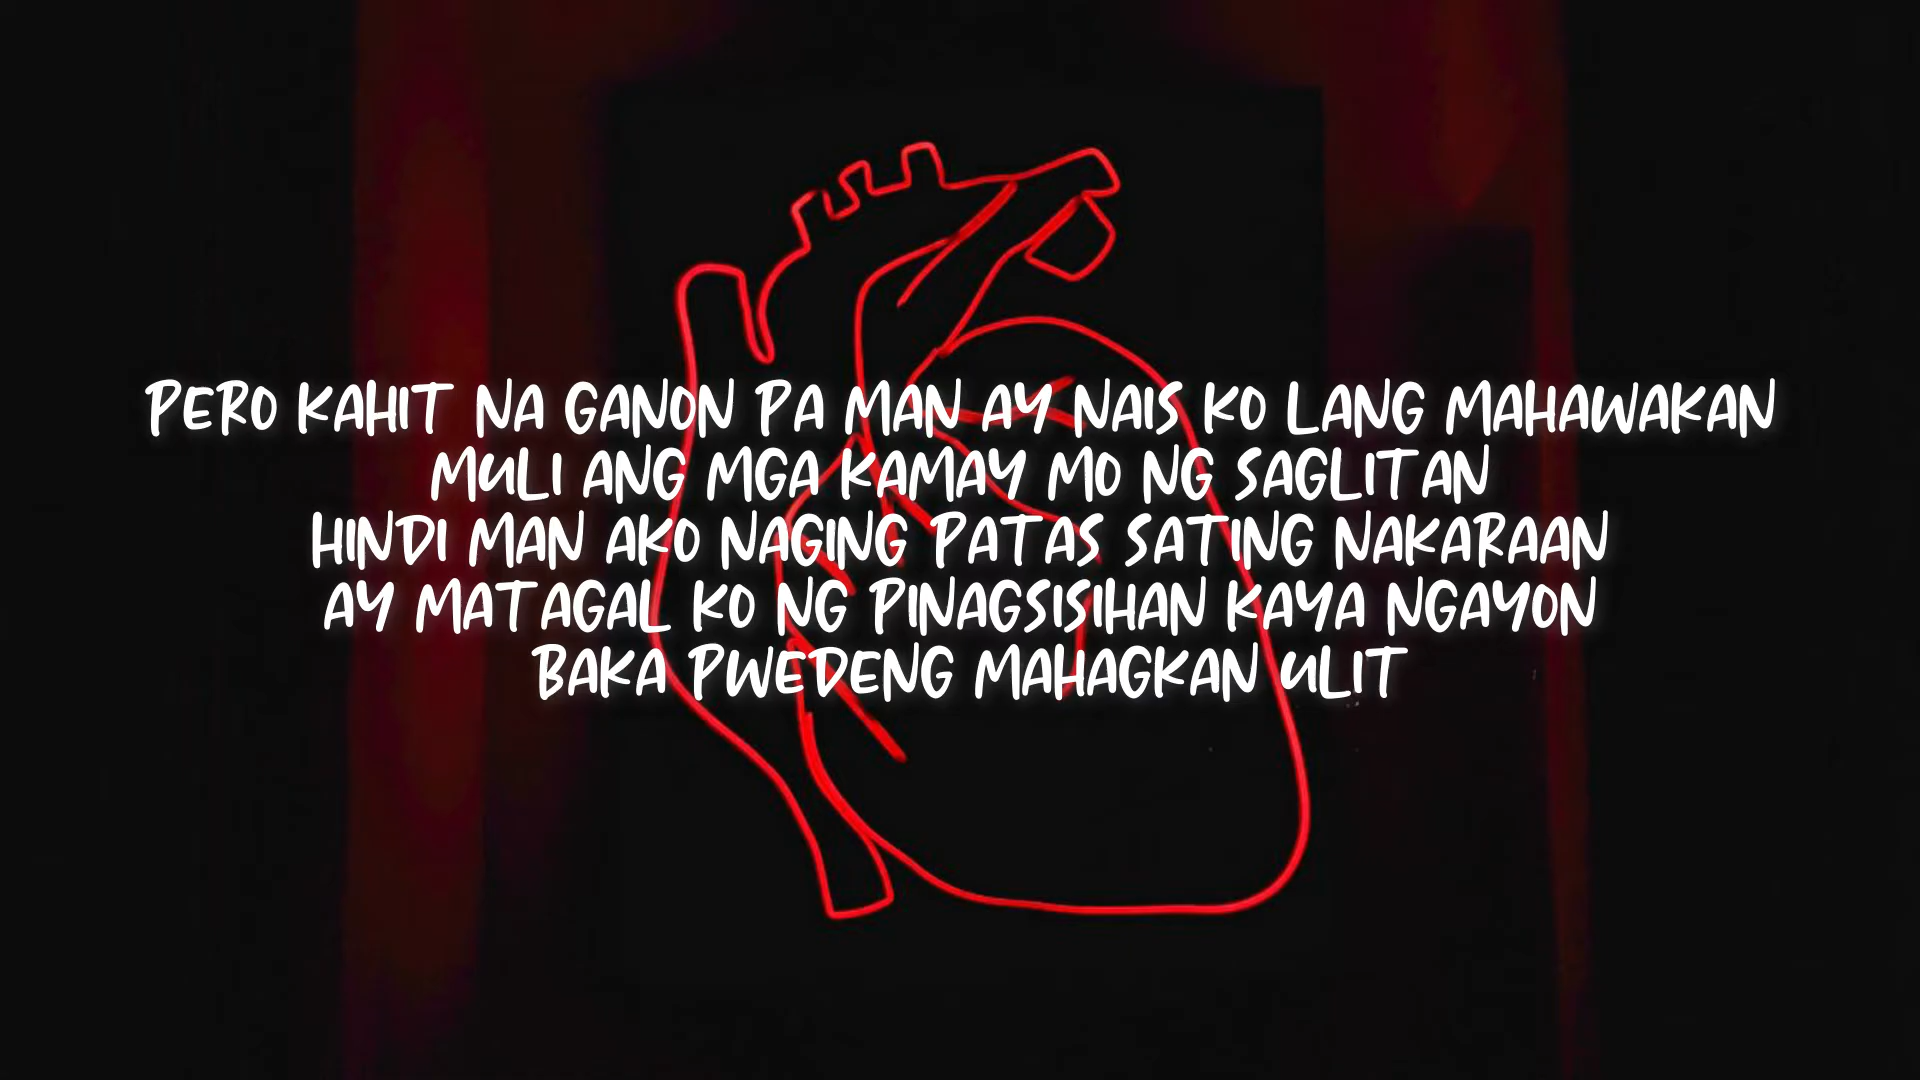 PERO KAHIT NA GANON PA MAN AY NAIS KO LANG MAHAWAKAN
MULI ANG MGA KAMAY MO NG SAGLITAN
HINDI MAN AKO NAGING PATAS SATING NAKARAAN
AY MATAGAL KO NG PINAGSISIHAN KAYA NGAYON
BAKA PWEDENG MAHAGKAN ULIT